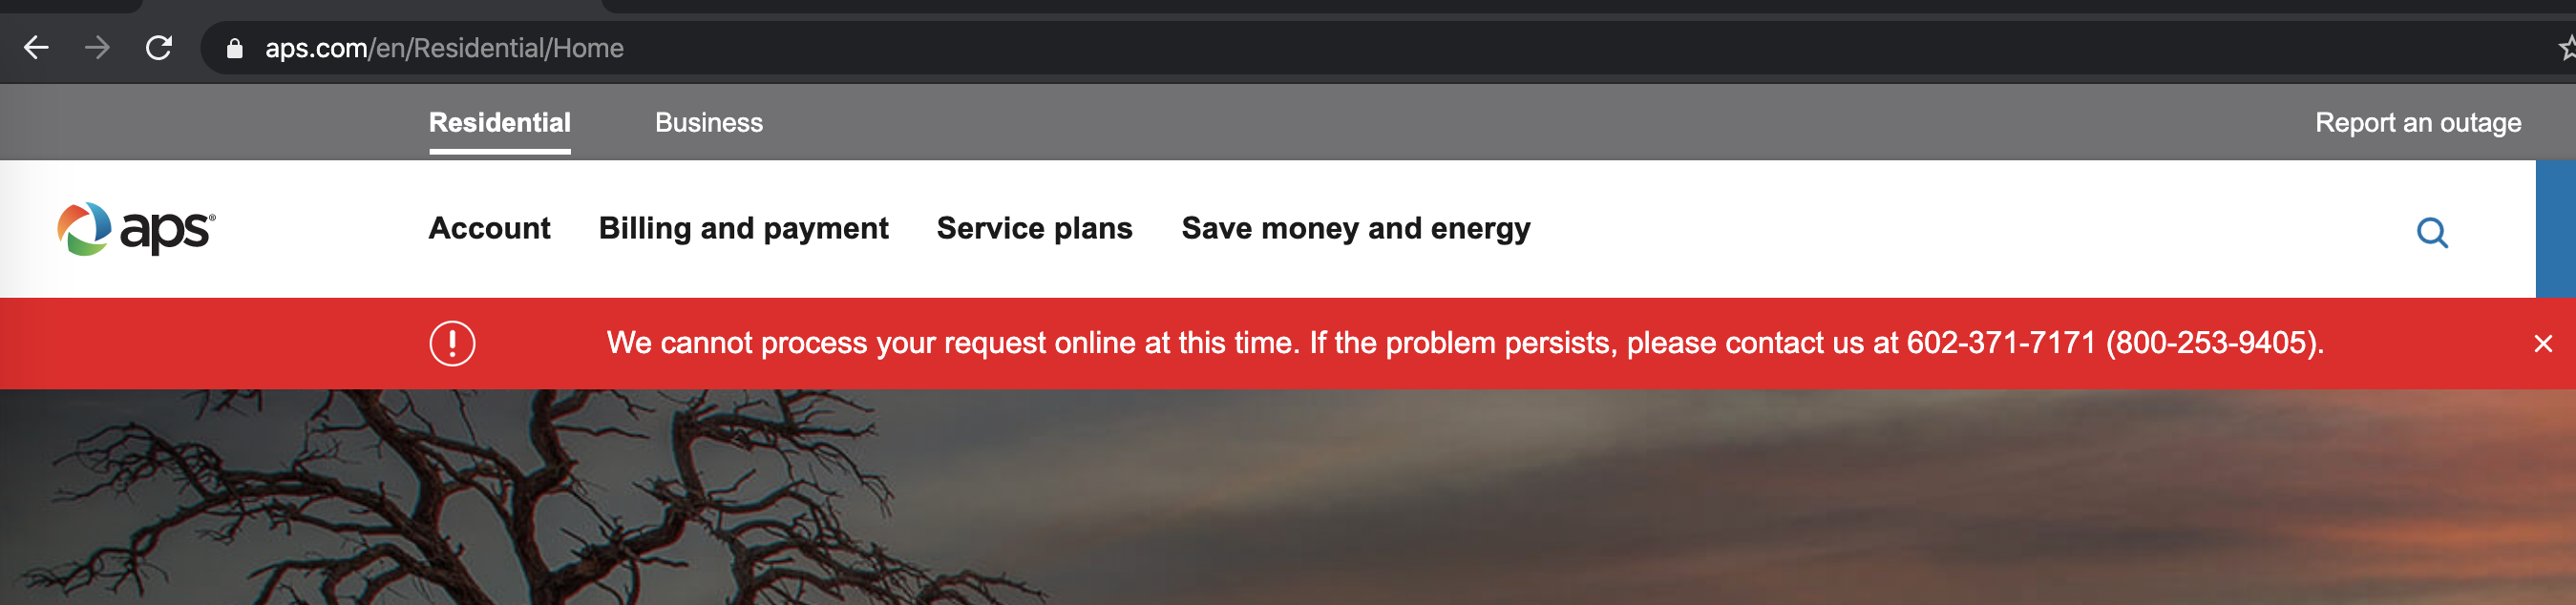 aps.com/en/Residential/Home
Residential Business Report an outage
aps® Account Billing and payment Service plans Save money and energy
We cannot process your request online at this time. If the problem persists, please contact us at 602-371-7171 (800-253-9405).